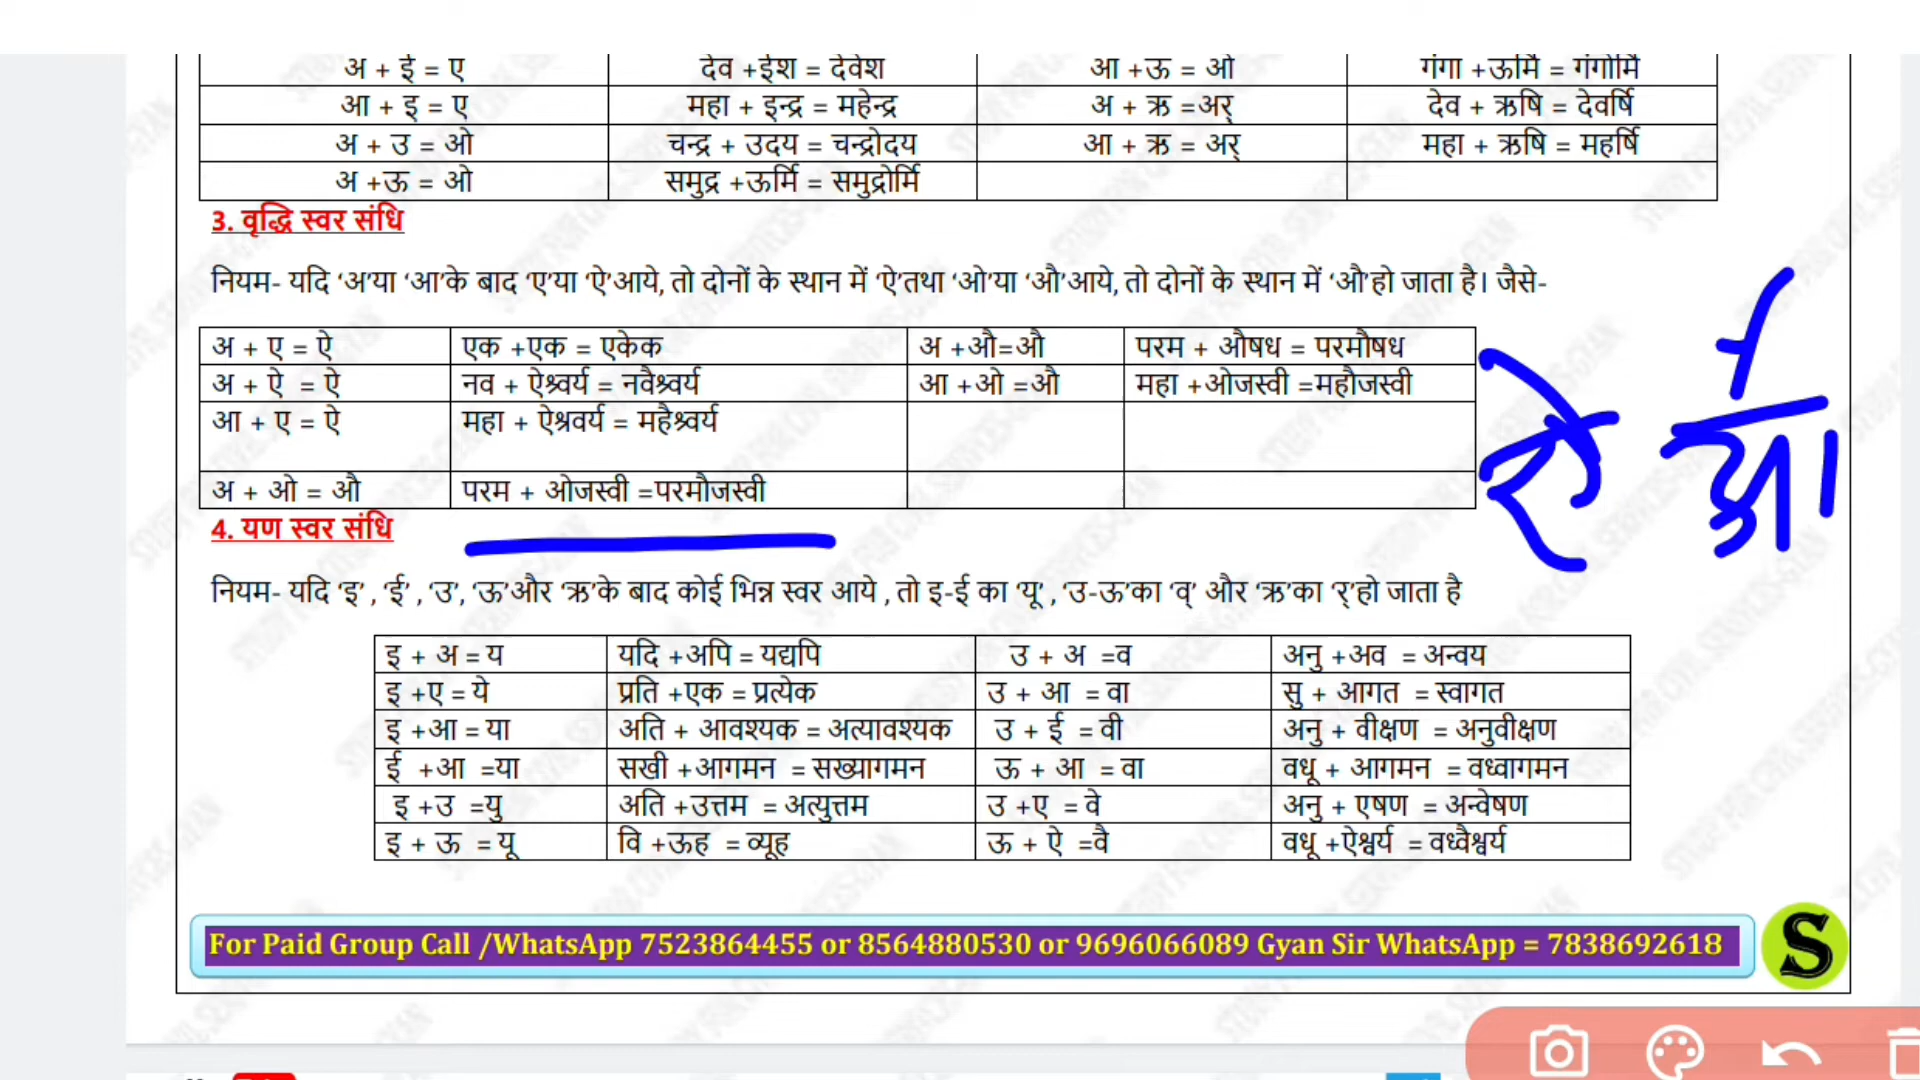 अ + ई = ए देव +ईश = देवेश आ +ऊ = ओ गंगा +ऊर्मि = गंगोर्मि
आ + इ = ए महा + इन्द्र = महेन्द्र अ + ऋ =अर् देव + ऋषि = देवर्षि
अ + उ = ओ चन्द्र + उदय = चन्द्रोदय आ + ऋ = अर् महा + ऋषि = महर्षि
अ +ऊ = ओ समुद्र +ऊर्मि = समुद्रोर्मि
3. वृद्धि स्वर संधि
नियम- यदि ‘अ’या ‘आ’के बाद ‘ए’या ‘ऐ’आये, तो दोनों के स्थान में ‘ऐ’तथा ‘ओ’या ‘औ’आये, तो दोनों के स्थान में ‘औ’हो जाता है। जैसे-
अ + ए = ऐ एक +एक = एकेक अ +औ=औ परम + औषध = परमौषध
अ + ऐ = ऐ नव + ऐश्र्वर्य = नवैश्र्वर्य आ +ओ =औ महा +ओजस्वी =महौजस्वी
आ + ए = ऐ महा + ऐश्रवर्य = महैश्र्वर्य
अ + ओ = औ परम + ओजस्वी =परमौजस्वी
4. यण स्वर संधि
नियम- यदि ‘इ’ , ‘ई’ , ‘उ’, ‘ऊ’और ‘ऋ’के बाद कोई भिन्न स्वर आये , तो इ-ई का ‘यू’ , ‘उ-ऊ’का ‘व्’ और ‘ऋ’का ‘र्’हो जाता है
इ + अ = य यदि +अपि = यद्यपि उ + अ =व अनु +अव = अन्वय
इ +ए = ये प्रति +एक = प्रत्येक उ + आ = वा सु + आगत = स्वागत
इ +आ = या अति + आवश्यक = अत्यावश्यक उ + ई = वी अनु + वीक्षण = अनुवीक्षण
ई +आ =या सखी +आगमन = सख्यागमन ऊ + आ = वा वधू + आगमन = वध्वागमन
इ +उ =यु अति +उत्तम = अत्युत्तम उ +ए = वे अनु + एषण = अन्वेषण
इ + ऊ = यू वि +ऊह = व्यूह ऊ + ऐ =वै वधू +ऐश्वर्य = वध्वैश्वर्य
For Paid Group Call /WhatsApp 7523864455 or 8564880530 or 9696066089 Gyan Sir WhatsApp = 7838692618
S